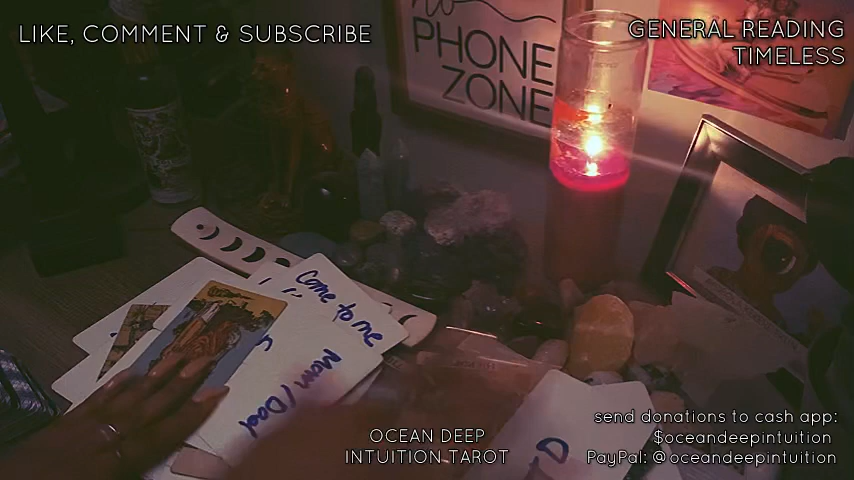 LIKE, COMMENT & SUBSCRIBE
GENERAL READING
TIMELESS
no
PHONE
ZONE
Come to me
Mom/Dad
OCEAN DEEP
INTUITION TAROT
send donations to cash app:
$oceandeepintuition
PayPal: @oceandeepintuition